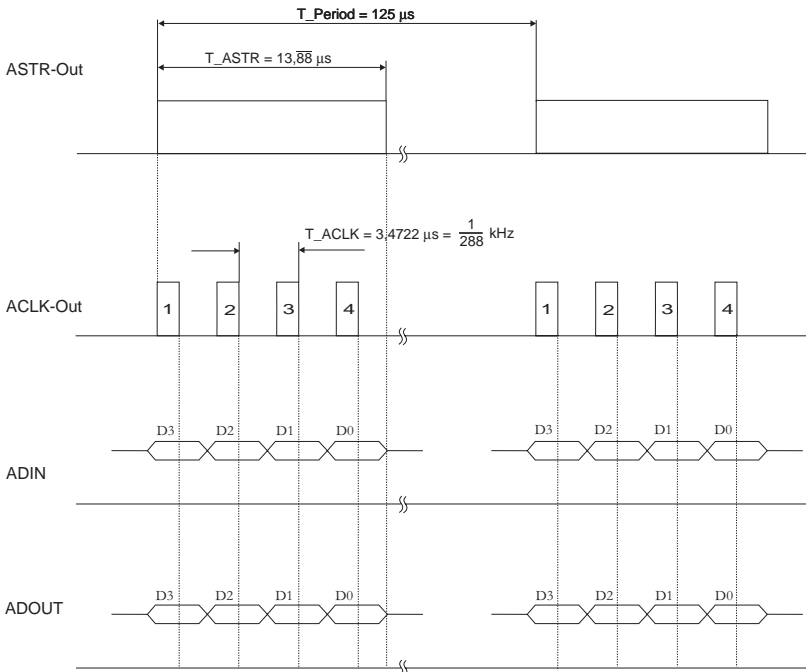 T_Period = 125 μs
ASTR-Out
T_ASTR = 13,8̅8̅ μs
T_ACLK = 3,4722 μs = 1/288 kHz
ACLK-Out
1 2 3 4 1 2 3 4
D3 D2 D1 D0 D3 D2 D1 D0
ADIN
D3 D2 D1 D0 D3 D2 D1 D0
ADOUT